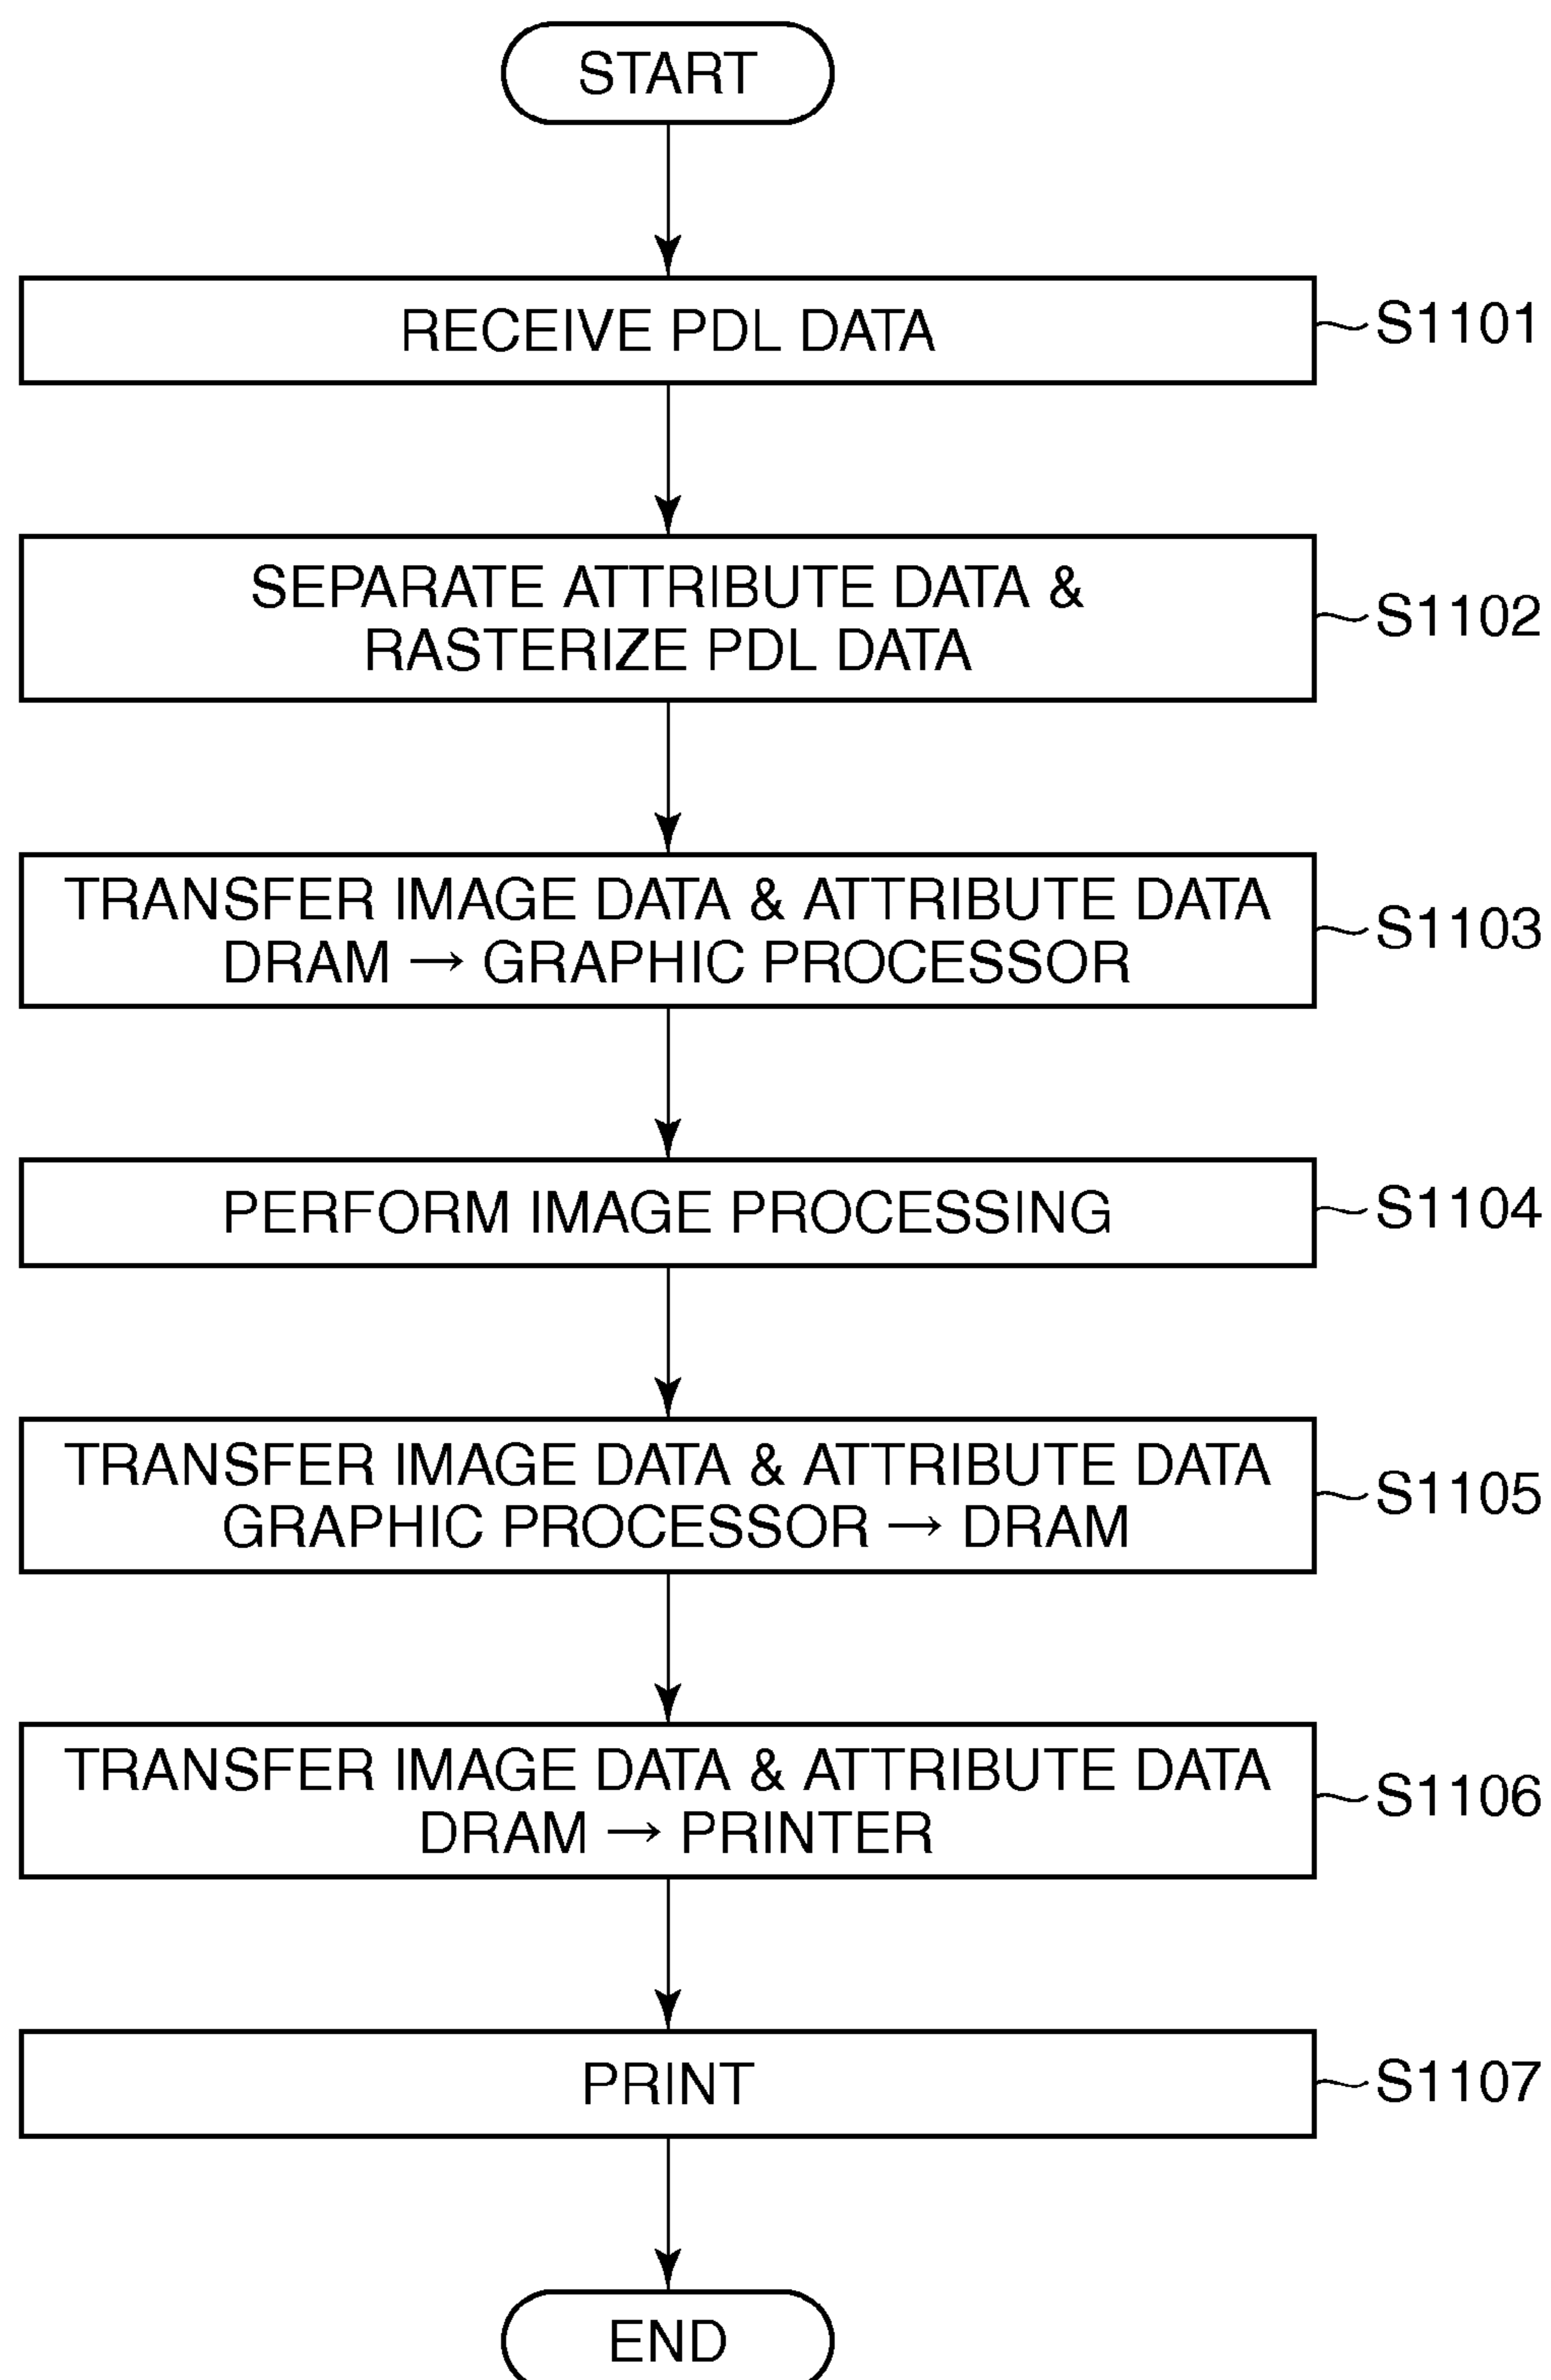 START
RECEIVE PDL DATA
S1101
SEPARATE ATTRIBUTE DATA &
RASTERIZE PDL DATA
S1102
TRANSFER IMAGE DATA & ATTRIBUTE DATA
DRAM → GRAPHIC PROCESSOR
S1103
PERFORM IMAGE PROCESSING
S1104
TRANSFER IMAGE DATA & ATTRIBUTE DATA
GRAPHIC PROCESSOR → DRAM
S1105
TRANSFER IMAGE DATA & ATTRIBUTE DATA
DRAM → PRINTER
S1106
PRINT
S1107
END